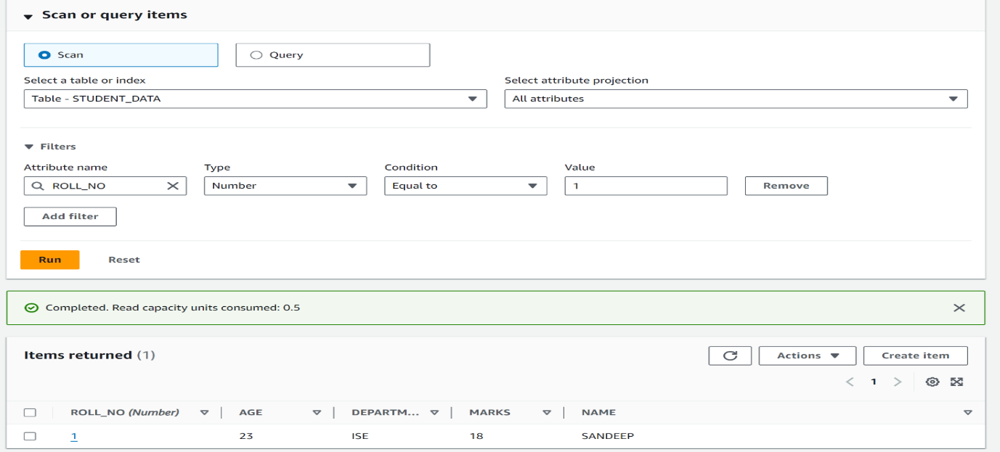 Scan or query items
Scan Query
Select a table or index Select attribute projection
Table - STUDENT_DATA All attributes
Filters
Attribute name Type Condition Value
ROLL_NO Number Equal to 1 Remove
Add filter
Run Reset
Completed. Read capacity units consumed: 0.5
Items returned (1) Actions Create item
1
ROLL_NO (Number) AGE DEPARTM... MARKS NAME
1 23 ISE 18 SANDEEP